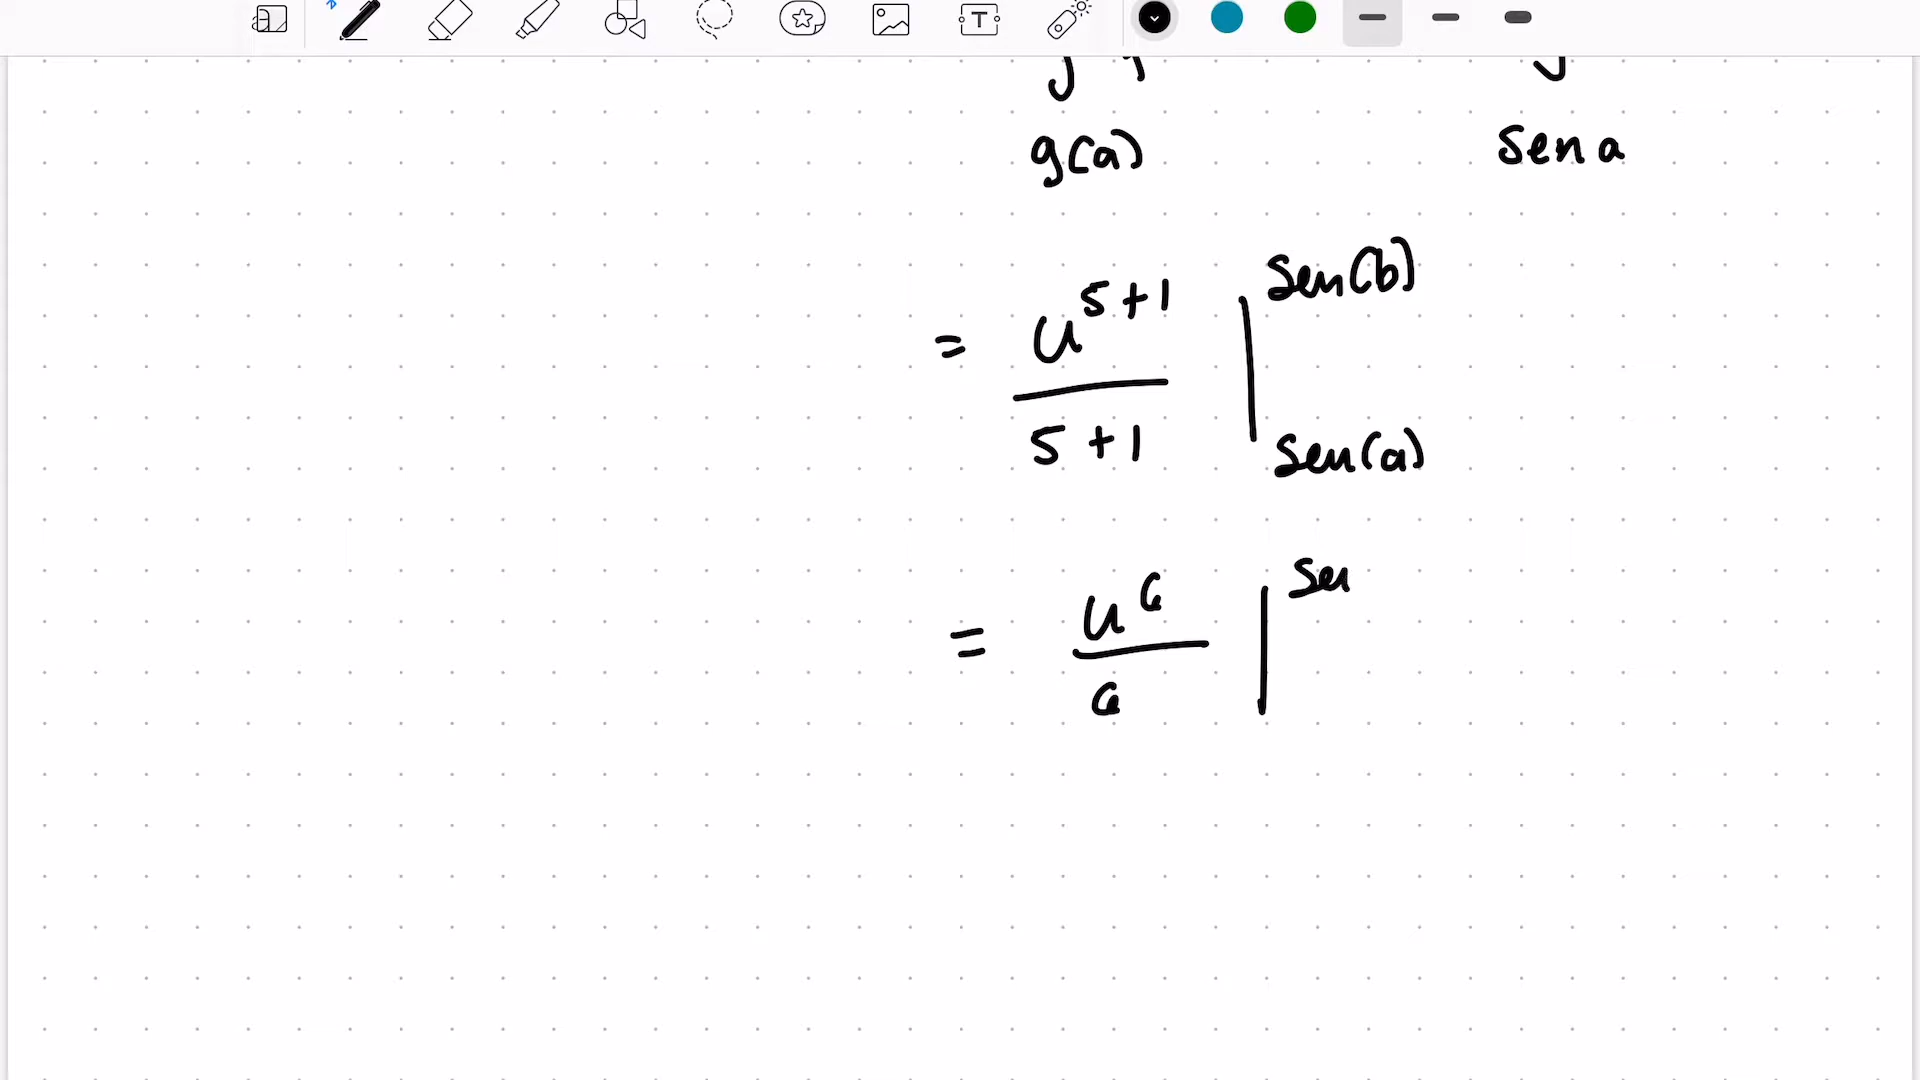 g(a) sen a
= u^5+1 / 5+1 | sen(b) sen(a)
= u^6 / 6 | sen